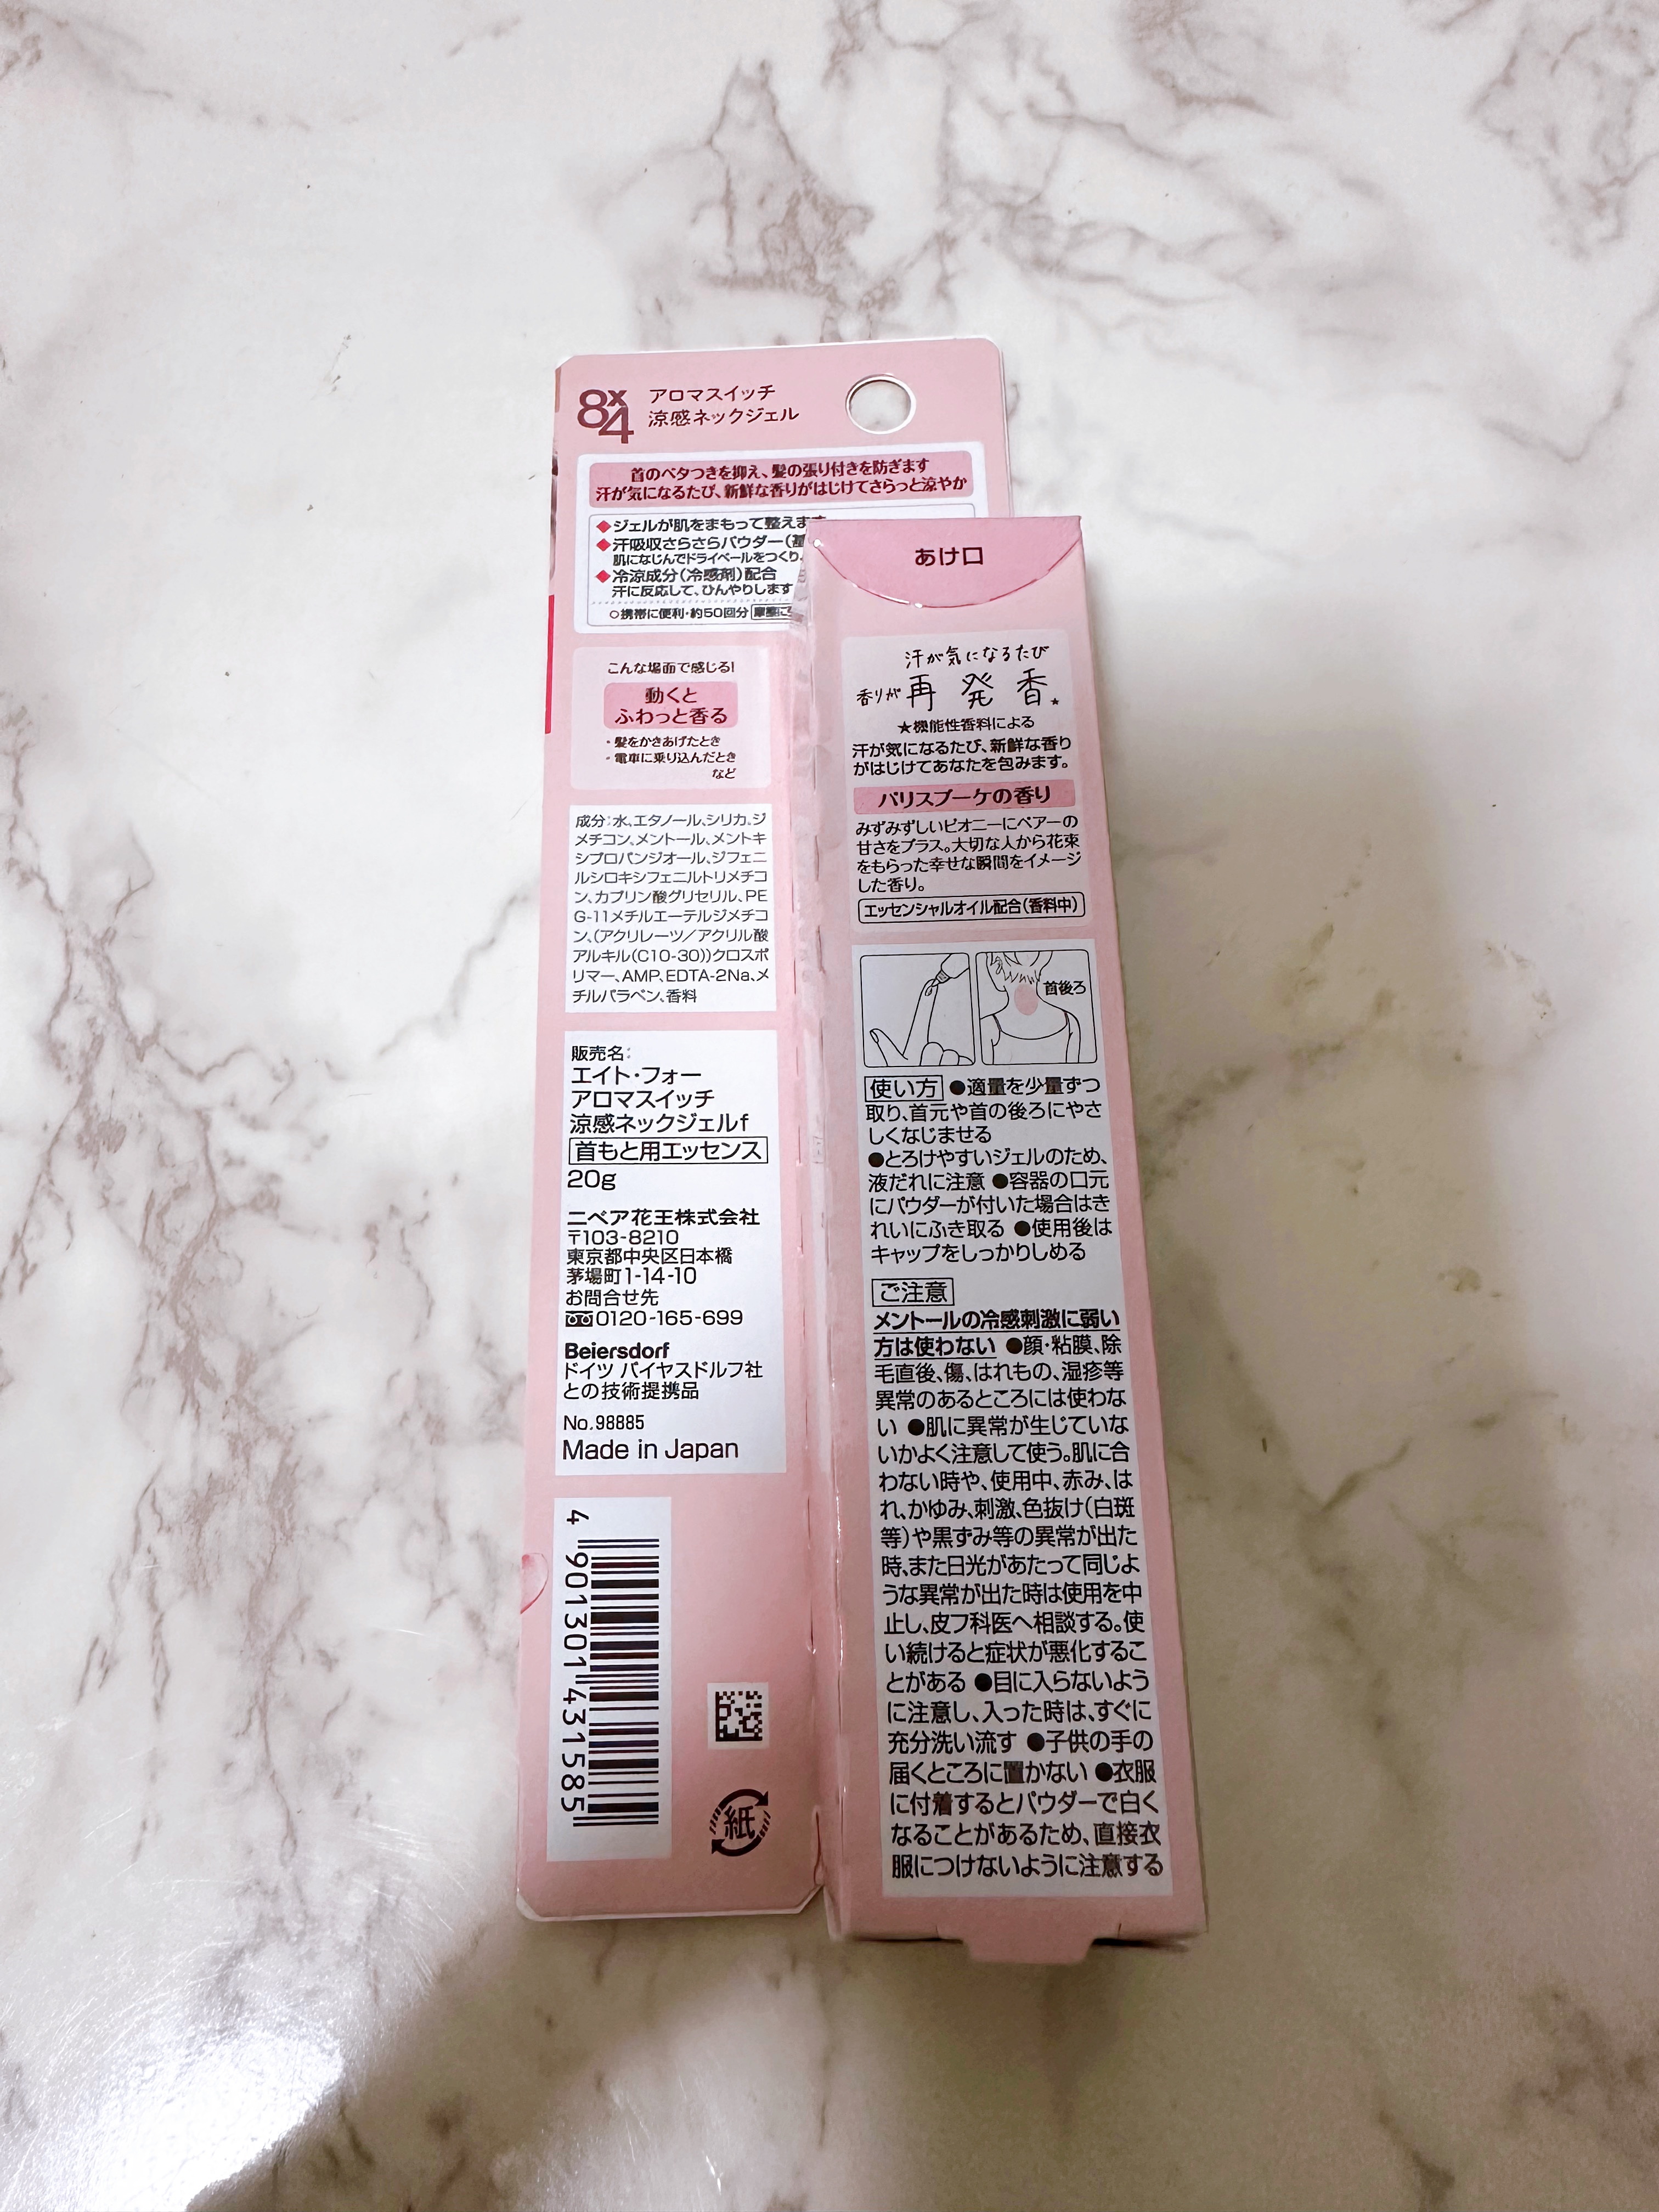 8x4
アロマスイッチ
涼感ネックジェル
首のベタつきを抑え、髪の張り付きを防ぎます
汗が気になるたび、新鮮な香りがはじけてさらっと涼やか
◆ジェルが肌をまもって整えます
◆汗吸収さらさらパウダー(基
肌になじんでドライベールをつくり
◆冷涼成分(冷感剤)配合
汗に反応して、ひんやりします
○携帯に便利・約50回分
こんな場面で感じる!
動くと
ふわっと香る
・髪をかきあげたとき
・電車に乗り込んだとき
など
成分:水、エタノール、シリカ、ジ
メチコン、メントール、メントキ
シプロパンジオール、ジフェニ
ルシロキシフェニルトリメチコ
ン、カプリン酸グリセリル、PE
G-11メチルエーテルジメチコ
ン、(アクリレーツ/アクリル酸
アルキル(C10-30))クロスポ
リマー、AMP、EDTA-2Na、メ
チルパラベン、香料
販売名:
エイト・フォー
アロマスイッチ
涼感ネックジェルf
首もと用エッセンス
20g
ニベア花王株式会社
〒103-8210
東京都中央区日本橋
茅場町1-14-10
お問合せ先
0120-165-699
Beiersdorf
ドイツ バイヤスドルフ社
との技術提携品
No.98885
Made in Japan
4 901301 431585
紙
あけ口
汗が気になるたび
香りが再発香★
★機能性香料による
汗が気になるたび、新鮮な香り
がはじけてあなたを包みます。
パリスブーケの香り
みずみずしいピオニーにペアーの
甘さをプラス。大切な人から花束
をもらった幸せな瞬間をイメージ
した香り。
エッセンシャルオイル配合(香料中)
首後ろ
使い方 ●適量を少量ずつ
取り、首元や首の後ろにやさ
しくなじませる
●とろけやすいジェルのため、
液だれに注意 ●容器の口元
にパウダーが付いた場合はき
れいにふき取る ●使用後は
キャップをしっかりしめる
ご注意
メントールの冷感刺激に弱い
方は使わない ●顔・粘膜、除
毛直後、傷、はれもの、湿疹等
異常のあるところには使わな
い ●肌に異常が生じていな
いかよく注意して使う。肌に合
わない時や、使用中、赤み、は
れ、かゆみ、刺激、色抜け(白斑
等)や黒ずみ等の異常が出た
時、また日光があたって同じよ
うな異常が出た時は使用を中
止し、皮フ科医へ相談する。使
い続けると症状が悪化するこ
とがある ●目に入らないよう
に注意し、入った時は、すぐに
充分洗い流す ●子供の手の
届くところに置かない ●衣服
に付着するとパウダーで白く
なることがあるため、直接衣
服につけないように注意する